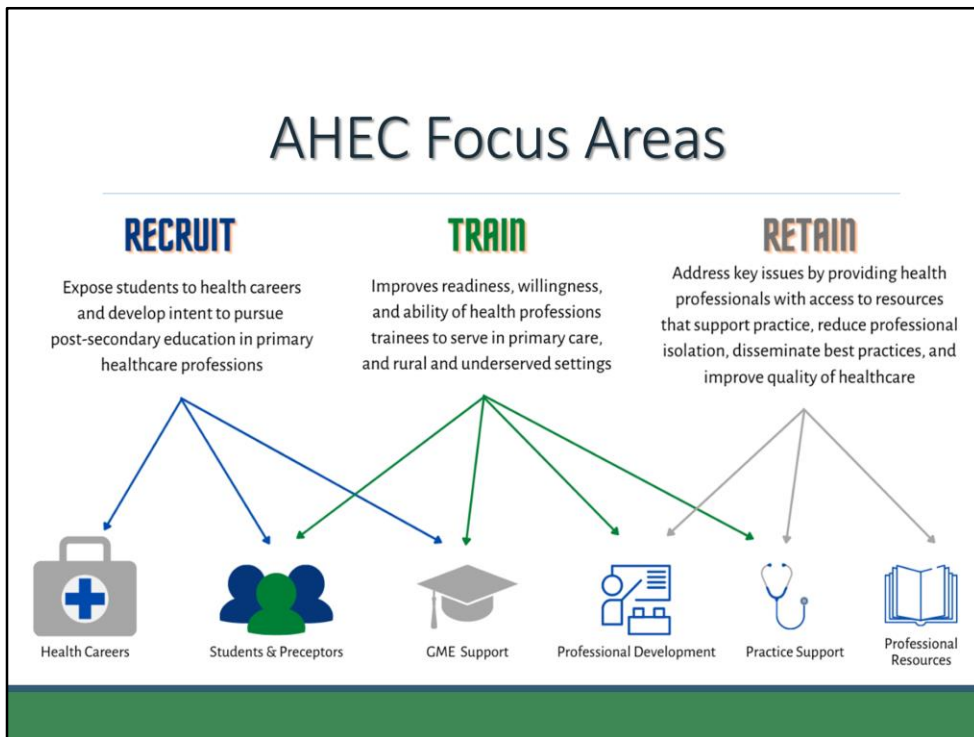 AHEC Focus Areas
RECRUIT
Expose students to health careers
and develop intent to pursue
post-secondary education in primary
healthcare professions
TRAIN
Improves readiness, willingness,
and ability of health professions
trainees to serve in primary care,
and rural and underserved settings
RETAIN
Address key issues by providing health
professionals with access to resources
that support practice, reduce professional
isolation, disseminate best practices, and
improve quality of healthcare
Health Careers
Students & Preceptors
GME Support
Professional Development
Practice Support
Professional
Resources